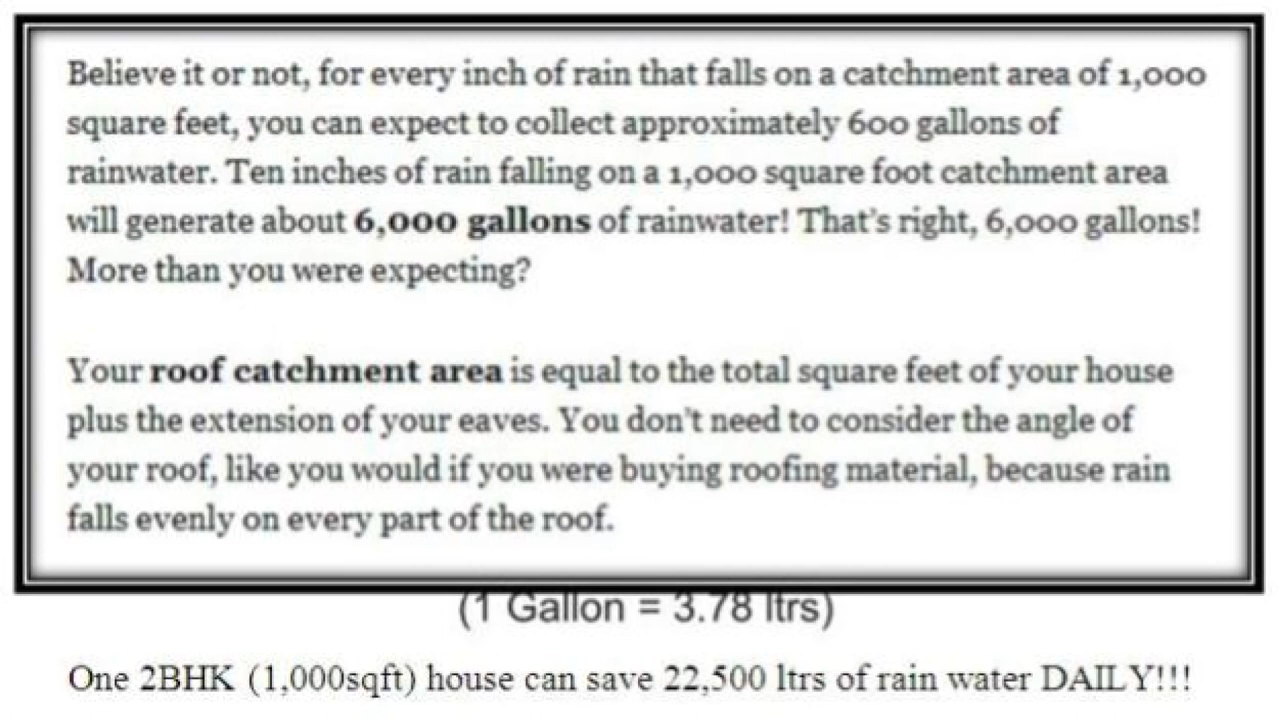 Believe it or not, for every inch of rain that falls on a catchment area of 1,000
square feet, you can expect to collect approximately 600 gallons of
rainwater. Ten inches of rain falling on a 1,000 square foot catchment area
will generate about 6,000 gallons of rainwater! That's right, 6,000 gallons!
More than you were expecting?
Your roof catchment area is equal to the total square feet of your house
plus the extension of your eaves. You don't need to consider the angle of
your roof, like you would if you were buying roofing material, because rain
falls evenly on every part of the roof.
(1 Gallon = 3.78 ltrs)
One 2BHK (1,000sqft) house can save 22,500 ltrs of rain water DAILY!!!